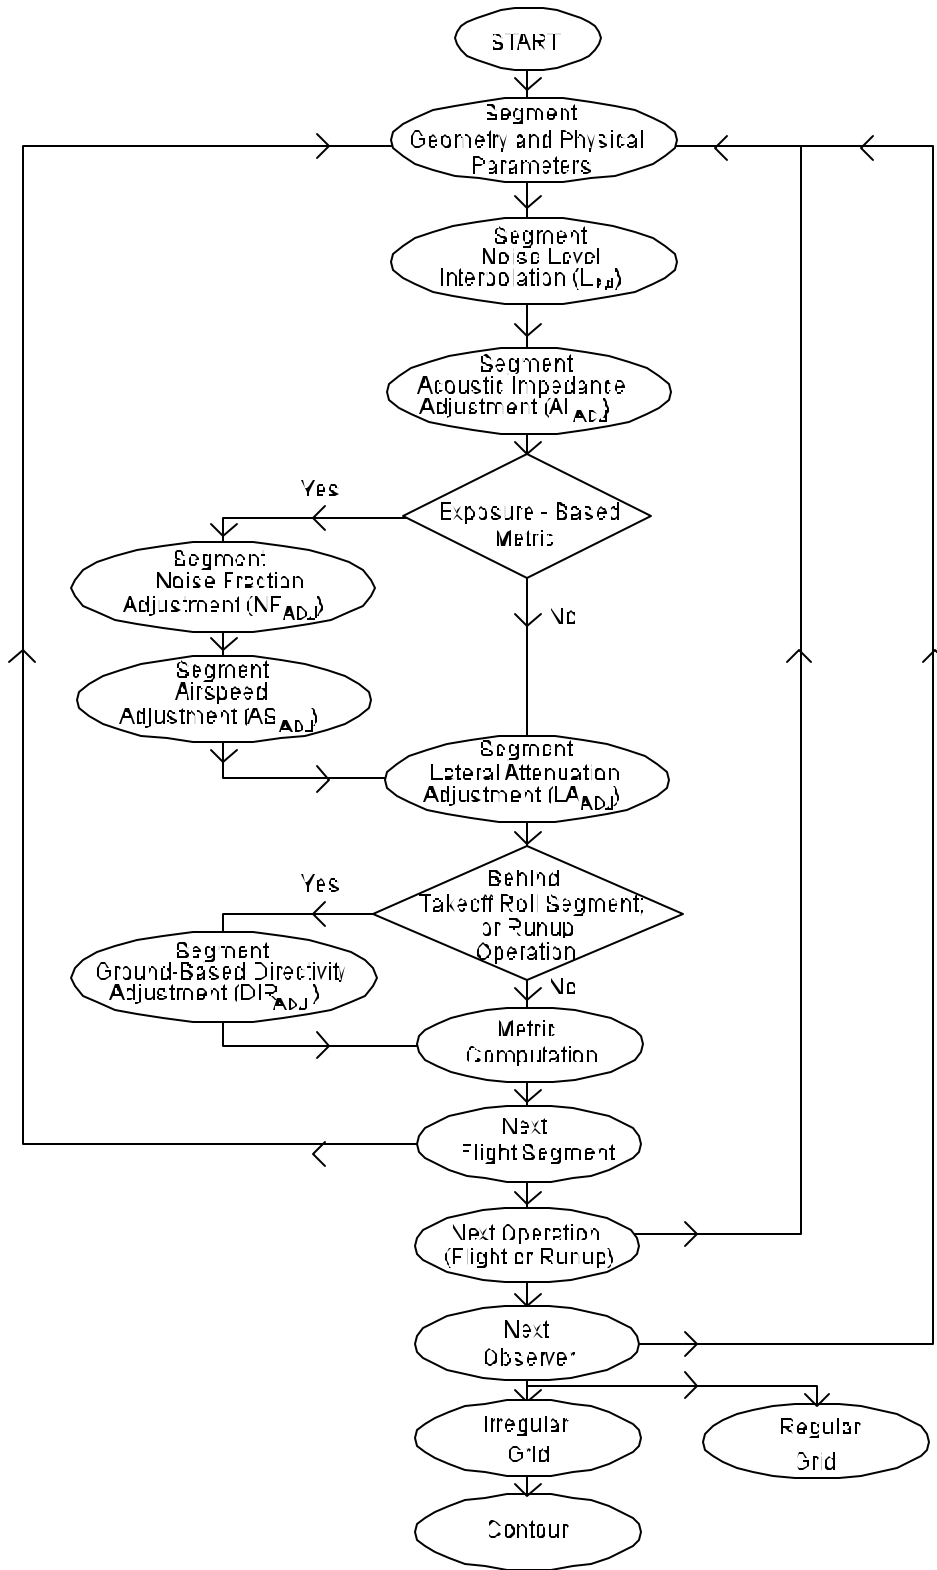 START
Segment
Geometry and Physical
Parameters
Segment
Noise Level
Interpolation (LP,d)
Segment
Acoustic Impedance
Adjustment (AIADJ)
Yes
Exposure - Based
Metric
Segment
Noise Fraction
Adjustment (NFADJ)
No
Segment
Airspeed
Adjustment (ASADJ)
Segment
Lateral Attenuation
Adjustment (LAADJ)
Yes
Behind
Takeoff Roll Segment,
or Runup
Operation
Segment
Ground-Based Directivity
Adjustment (DIRADJ)
No
Metric
Computation
Next
Flight Segment
Next Operation
(Flight or Runup)
Next
Observer
Irregular
Grid
Regular
Grid
Contour